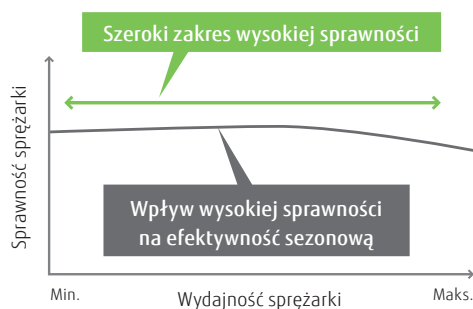 Szeroki zakres wysokiej sprawności
Sprawność sprężarki
Wpływ wysokiej sprawności
na efektywność sezonową
Min.
Wydajność sprężarki
Maks.